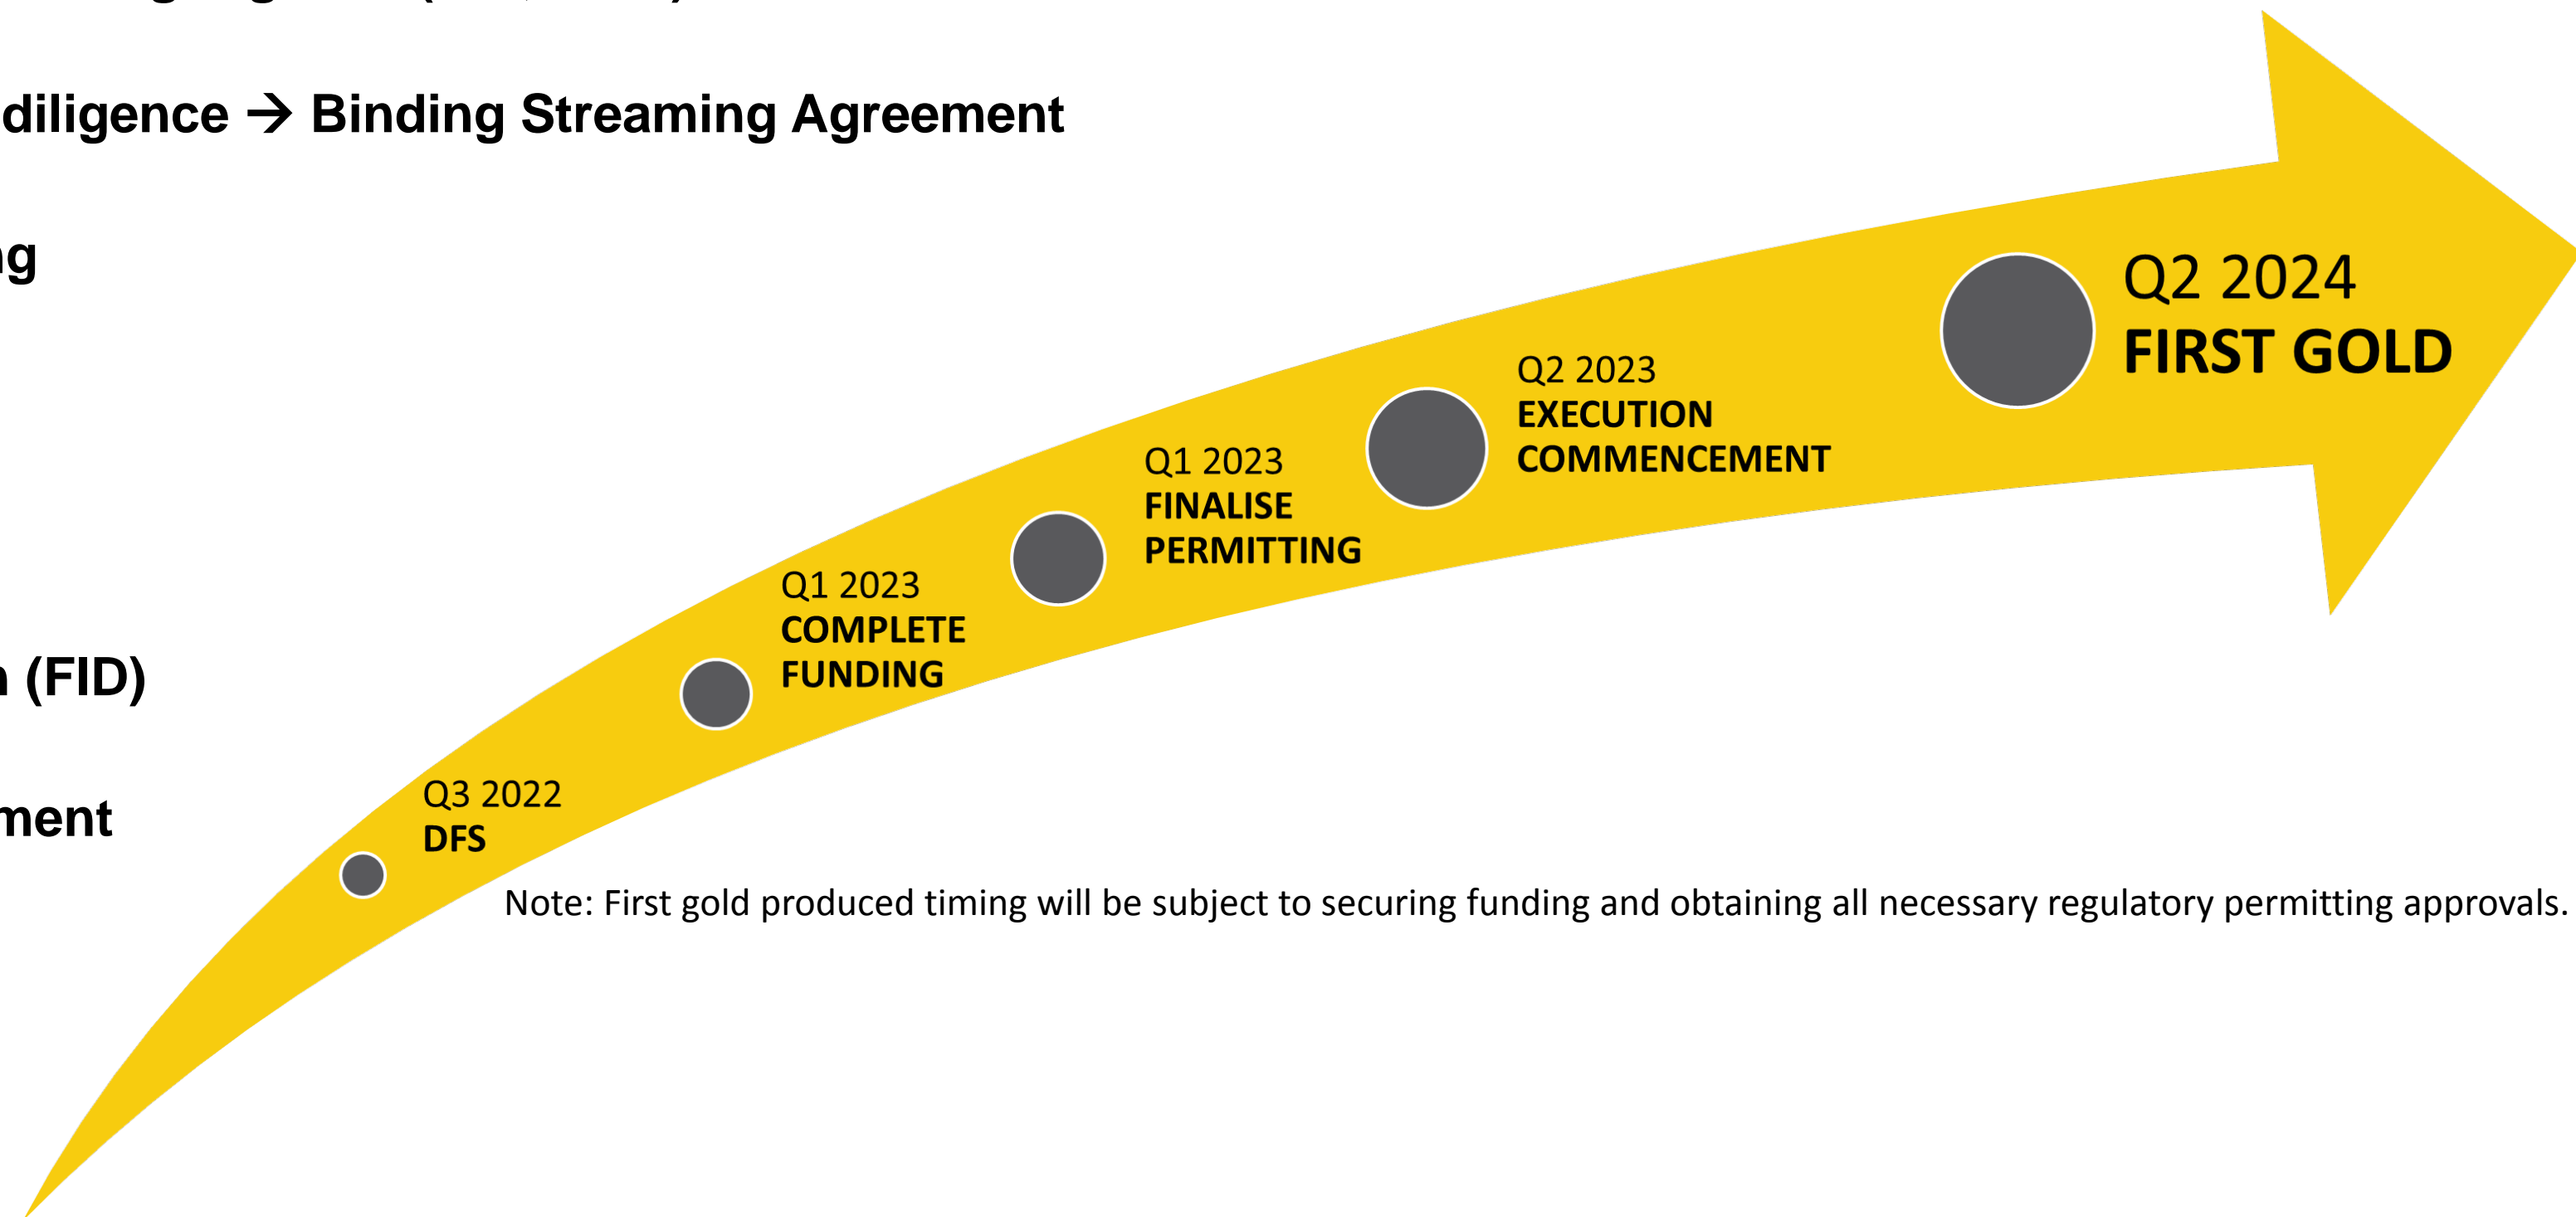 diligence → Binding Streaming Agreement
(FID)
Q2 2024
FIRST GOLD
Q2 2023
EXECUTION
COMMENCEMENT
Q1 2023
FINALISE
PERMITTING
Q1 2023
COMPLETE
FUNDING
Q3 2022
DFS
Note: First gold produced timing will be subject to securing funding and obtaining all necessary regulatory permitting approvals.